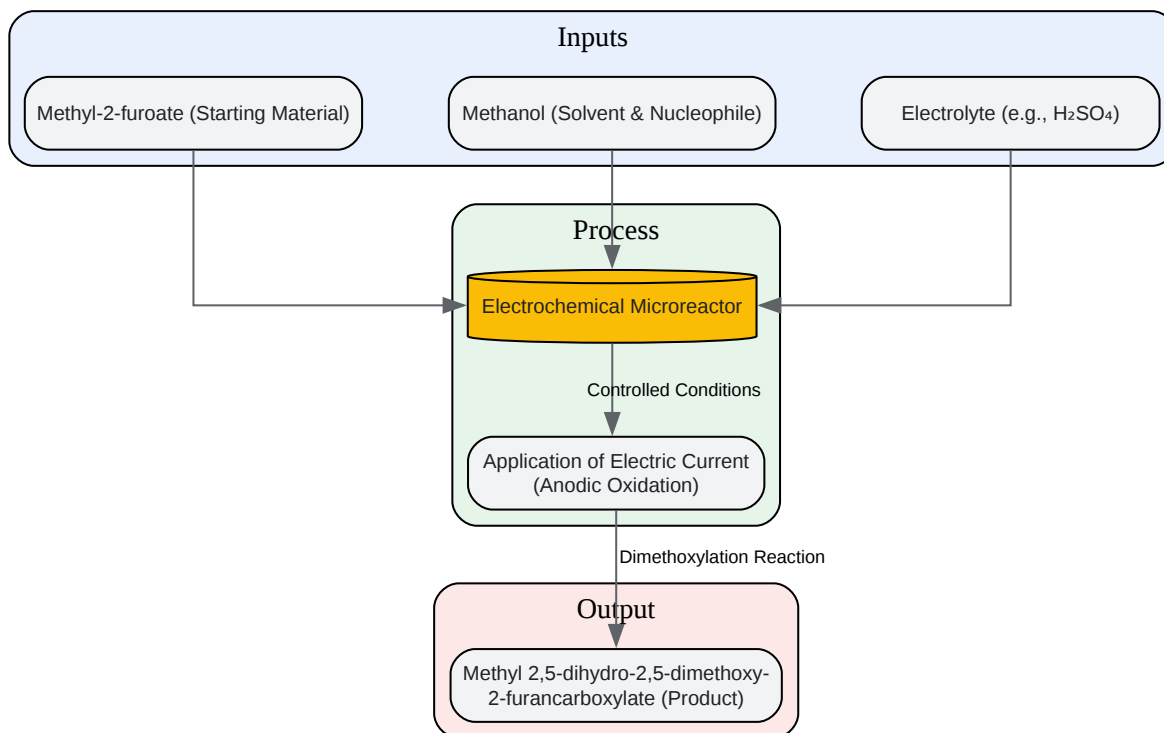 Inputs
Methyl-2-furoate (Starting Material)
Methanol (Solvent & Nucleophile)
Electrolyte (e.g., H₂SO₄)
Process
Electrochemical Microreactor
Controlled Conditions
Application of Electric Current
(Anodic Oxidation)
Dimethoxylation Reaction
Output
Methyl 2,5-dihydro-2,5-dimethoxy-
2-furancarboxylate (Product)